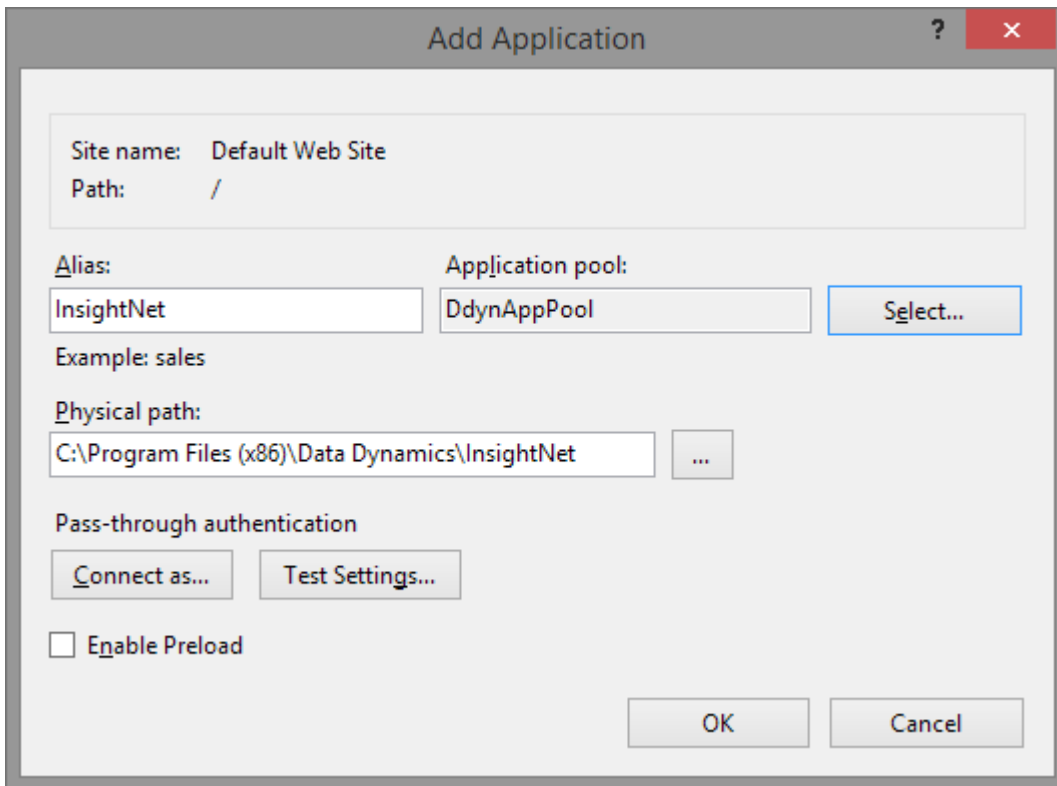 Add Application
?
×
Site name: Default Web Site
Path: /
Alias: Application pool:
InsightNet DdynAppPool Select...
Example: sales
Physical path:
C:\Program Files (x86)\Data Dynamics\InsightNet ...
Pass-through authentication
Connect as... Test Settings...
Enable Preload
OK Cancel